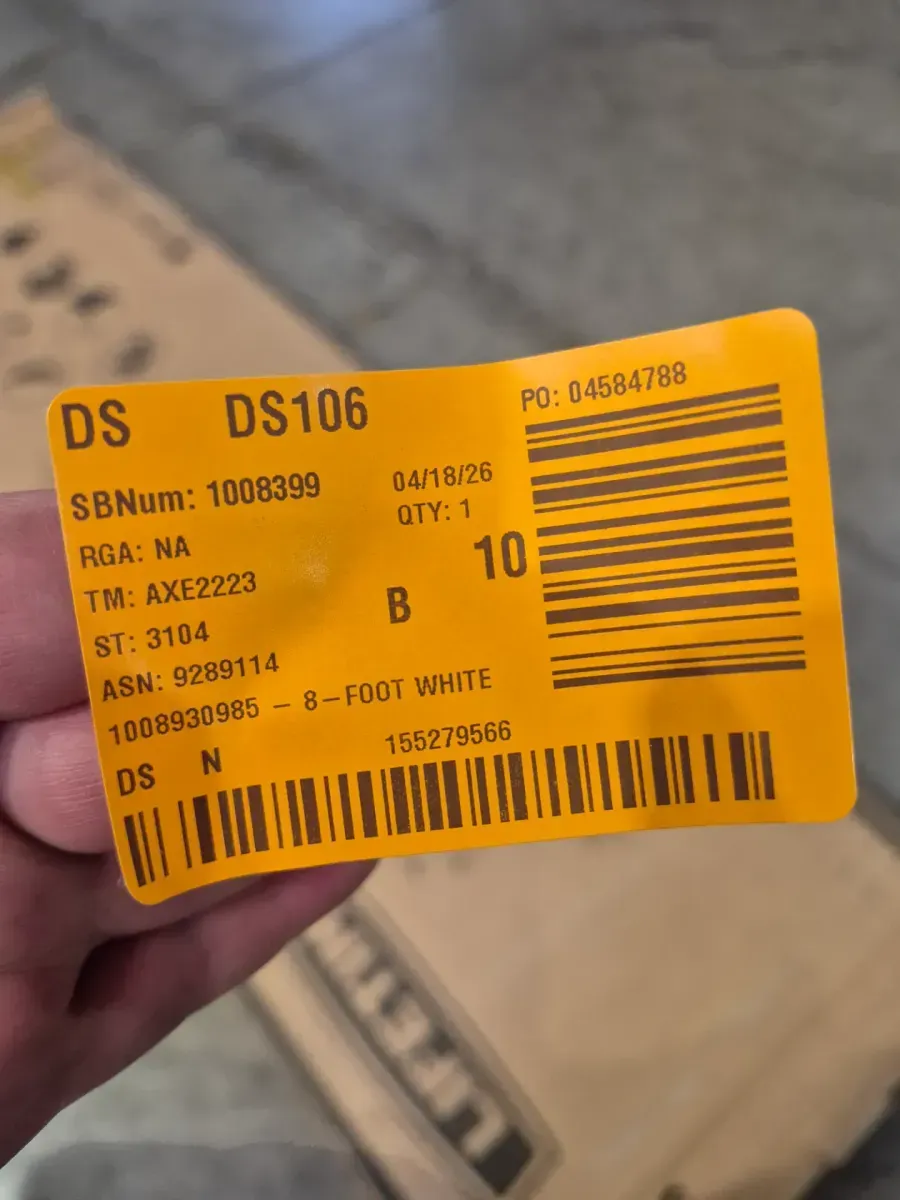 DS DS106 PO: 04584788
SBNum: 1008399 04/18/26
RGA: NA QTY: 1
TM: AXE2223 B 10
ST: 3104
ASN: 9289114
1008930985 - 8-FOOT WHITE
DS N 155279566
LIFETIME